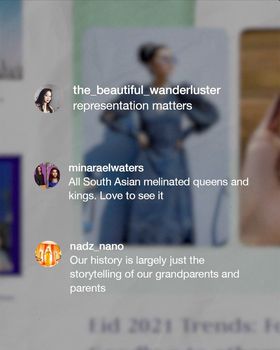 the_beautiful_wanderluster
representation matters
minaraelwaters
All South Asian melinated queens and
kings. Love to see it
nadz_nano
Our history is largely just the
storytelling of our grandparents and
parents
Eid 2021 Trends: F